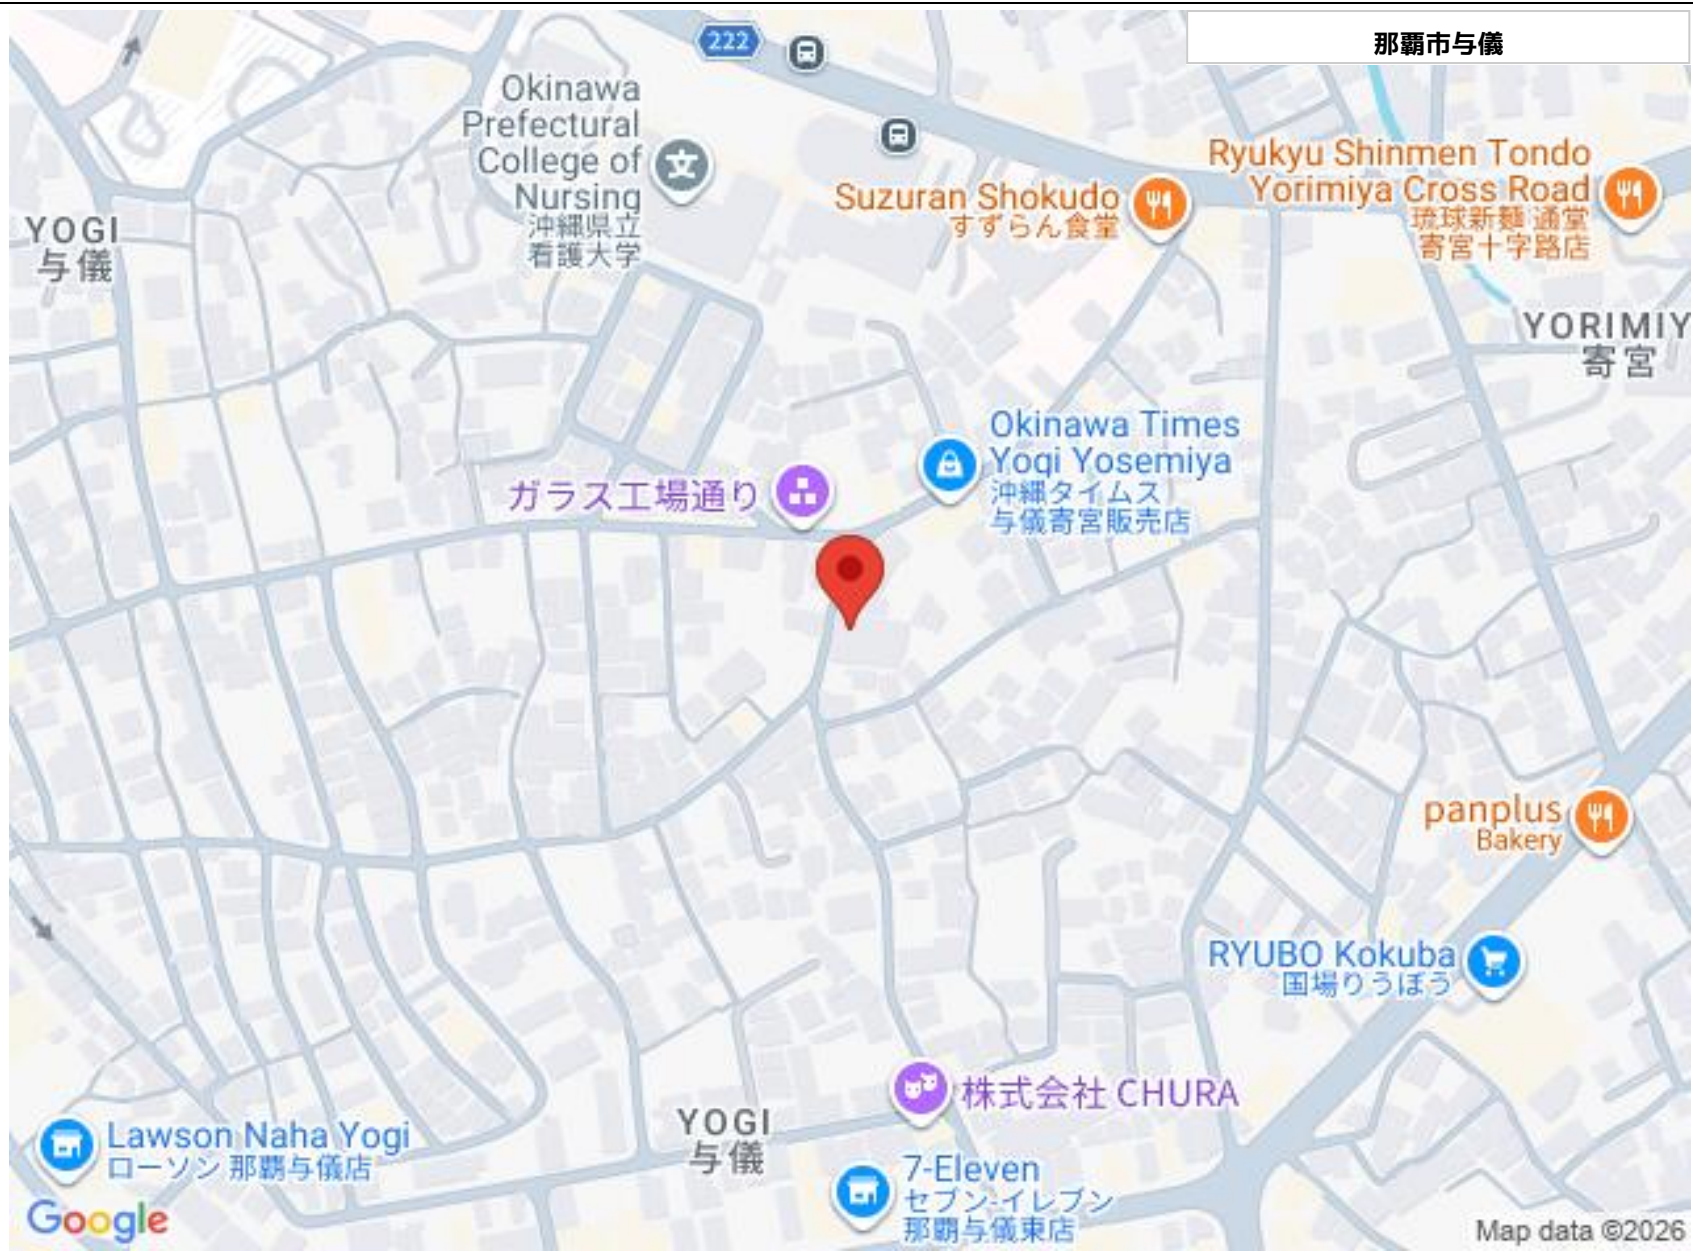 那覇市与儀
222
Okinawa
Prefectural
College of
Nursing
沖縄県立
看護大学
Suzuran Shokudo
すずらん食堂
Ryukyu Shinmen Tondo
Yorimiya Cross Road
琉球新麺 通堂
寄宮十字路店
YOGI
与儀
YORIMIY
寄宮
Okinawa Times
Yogi Yosemiya
沖縄タイムス
与儀寄宮販売店
ガラス工場通り
panplus
Bakery
RYUBO Kokuba
国場りうぼう
株式会社 CHURA
YOGI
与儀
Lawson Naha Yogi
ローソン 那覇与儀店
7-Eleven
セブン-イレブン
那覇与儀東店
Google
Map data ©2026